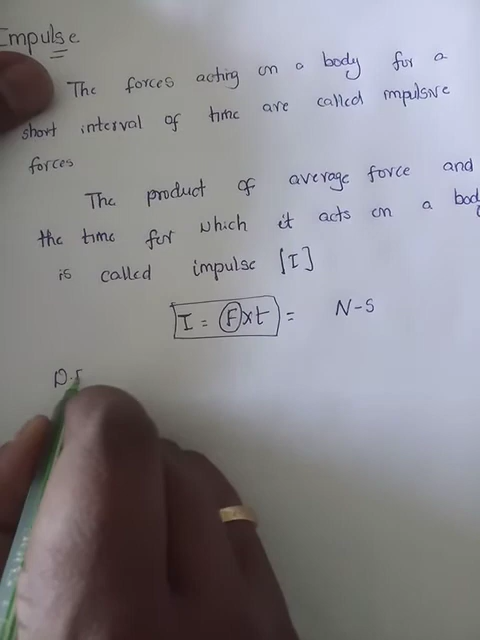 Impulse
The forces acting on a body for a
short interval of time are called impulsive
forces
The product of average force and
the time for which it acts on a body
is called impulse [I]
I = F×t = N-S
D.F